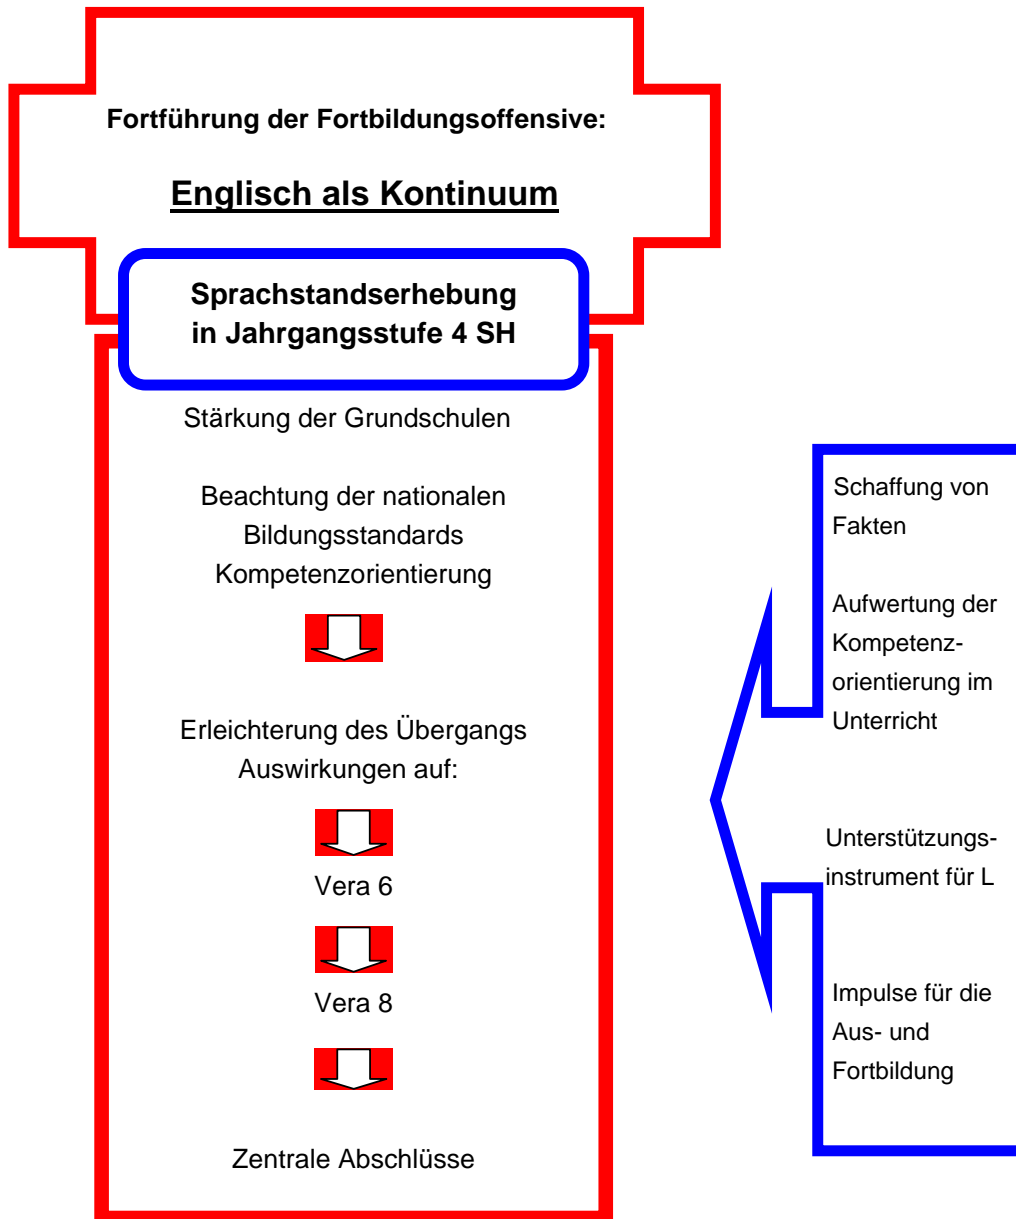 Fortführung der Fortbildungsoffensive:
Englisch als Kontinuum
Sprachstandserhebung
in Jahrgangsstufe 4 SH
Stärkung der Grundschulen
Beachtung der nationalen
Bildungsstandards
Kompetenzorientierung
Erleichterung des Übergangs
Auswirkungen auf:
Vera 6
Vera 8
Zentrale Abschlüsse
Schaffung von
Fakten
Aufwertung der
Kompetenz-
orientierung im
Unterricht
Unterstützungs-
instrument für L
Impulse für die
Aus- und
Fortbildung